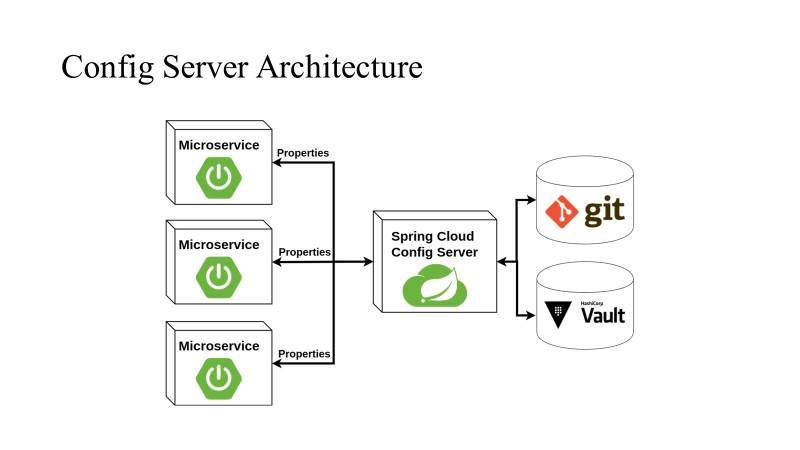 Config Server Architecture
Microservice
Properties
Microservice
Properties
Microservice
Properties
Spring Cloud
Config Server
git
HashiCorp
Vault